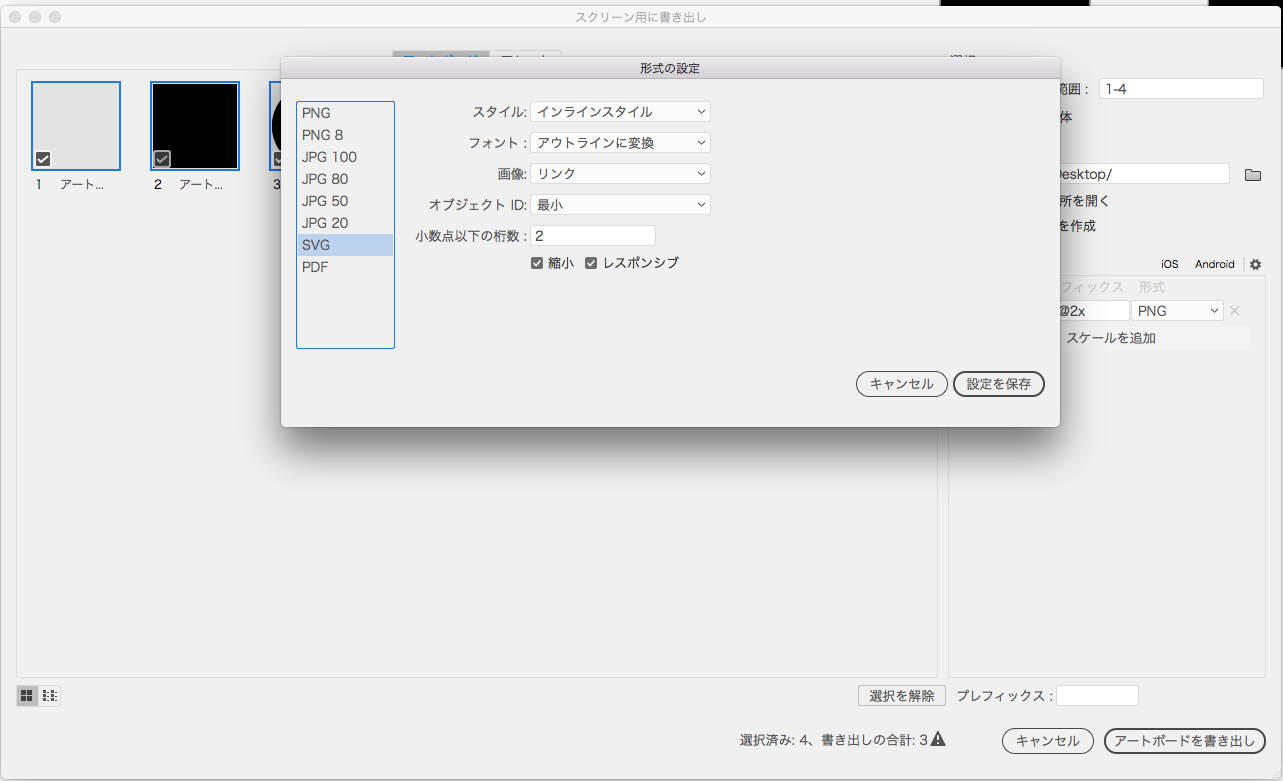 スクリーン用に書き出し
形式の設定
PNG
PNG 8
JPG 100
JPG 80
JPG 50
JPG 20
SVG
PDF
スタイル: インラインスタイル
フォント : アウトラインに変換
画像: リンク
オブジェクト ID: 最小
小数点以下の桁数 : 2
縮小 レスポンシブ
キャンセル 設定を保存
1 アート...
2 アート...
3
範囲 : 1-4
体
Desktop/
所を開く
を作成
iOS Android
フィックス 形式
@2x PNG
スケールを追加
選択を解除 プレフィックス :
選択済み: 4、書き出しの合計: 3
キャンセル アートボードを書き出し